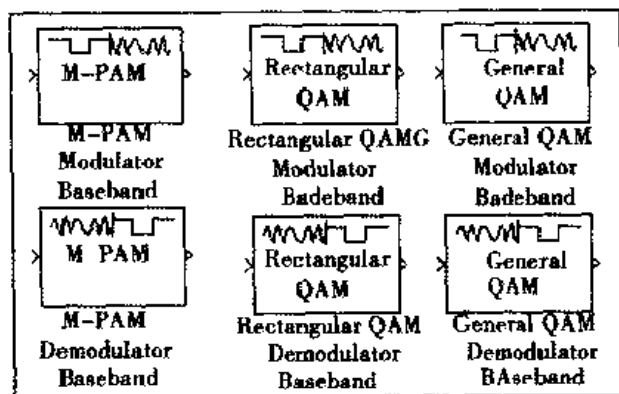 M-PAM
M-PAM
Modulator
Baseband
Rectangular
QAM
Rectangular QAMG
Modulator
Badeband
General
QAM
General QAM
Modulator
Badeband
M PAM
M-PAM
Demodulator
Baseband
Rectangular
QAM
Rectangular QAM
Demodulator
Baseband
General
QAM
General QAM
Demodulator
BAseband